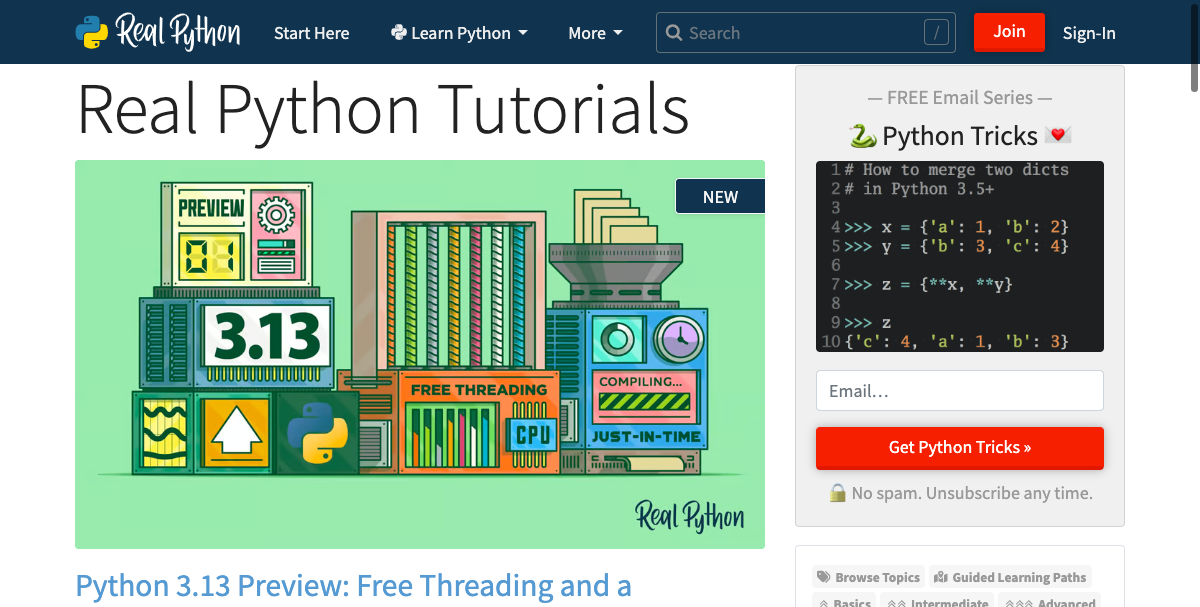 Real Python
Start Here
Learn Python
More
Search
/
Join
Sign-In
Real Python Tutorials
NEW
PREVIEW
01
3.13
FREE THREADING
CPU
COMPILING...
JUST-IN-TIME
Real Python
Python 3.13 Preview: Free Threading and a
— FREE Email Series —
🐍 Python Tricks 💌
1 # How to merge two dicts
2 # in Python 3.5+
3
4 >>> x = {'a': 1, 'b': 2}
5 >>> y = {'b': 3, 'c': 4}
6
7 >>> z = {**x, **y}
8
9 >>> z
10 {'c': 4, 'a': 1, 'b': 3}
Email…
Get Python Tricks »
🔒 No spam. Unsubscribe any time.
Browse Topics
Guided Learning Paths
Basics
Intermediate
Advanced